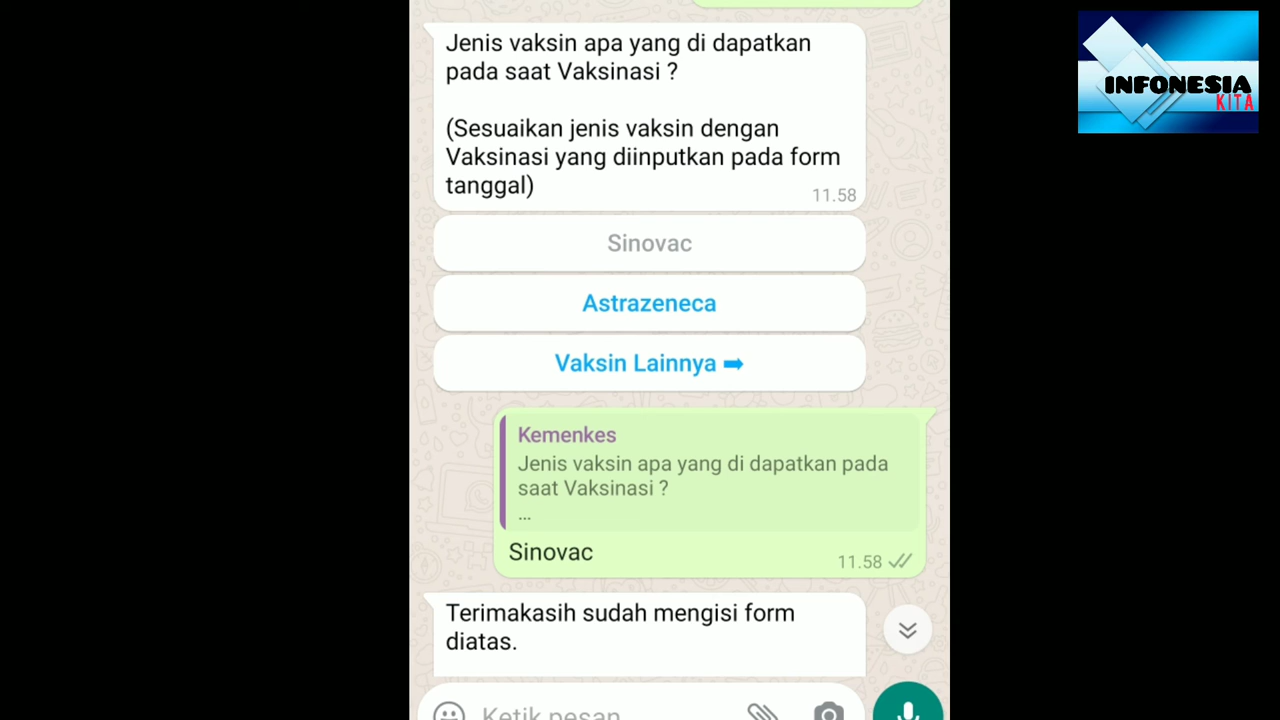 Jenis vaksin apa yang di dapatkan
pada saat Vaksinasi ?
(Sesuaikan jenis vaksin dengan
Vaksinasi yang diinputkan pada form
tanggal)
11.58
Sinovac
Astrazeneca
Vaksin Lainnya ➡
Kemenkes
Jenis vaksin apa yang di dapatkan pada
saat Vaksinasi ?
...
Sinovac
11.58
Terimakasih sudah mengisi form
diatas.
Ketik pesan
INFONESIA
KITA